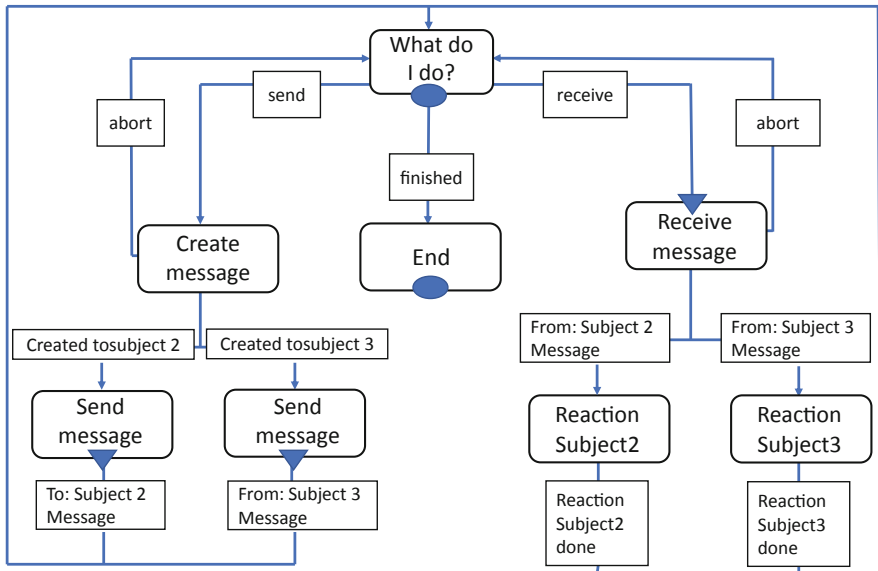 What do
I do?
send
receive
abort
abort
finished
Create
message
End
Receive
message
Created tosubject 2
Created tosubject 3
From: Subject 2
Message
From: Subject 3
Message
Send
message
Send
message
Reaction
Subject2
Reaction
Subject3
To: Subject 2
Message
From: Subject 3
Message
Reaction
Subject2
done
Reaction
Subject3
done